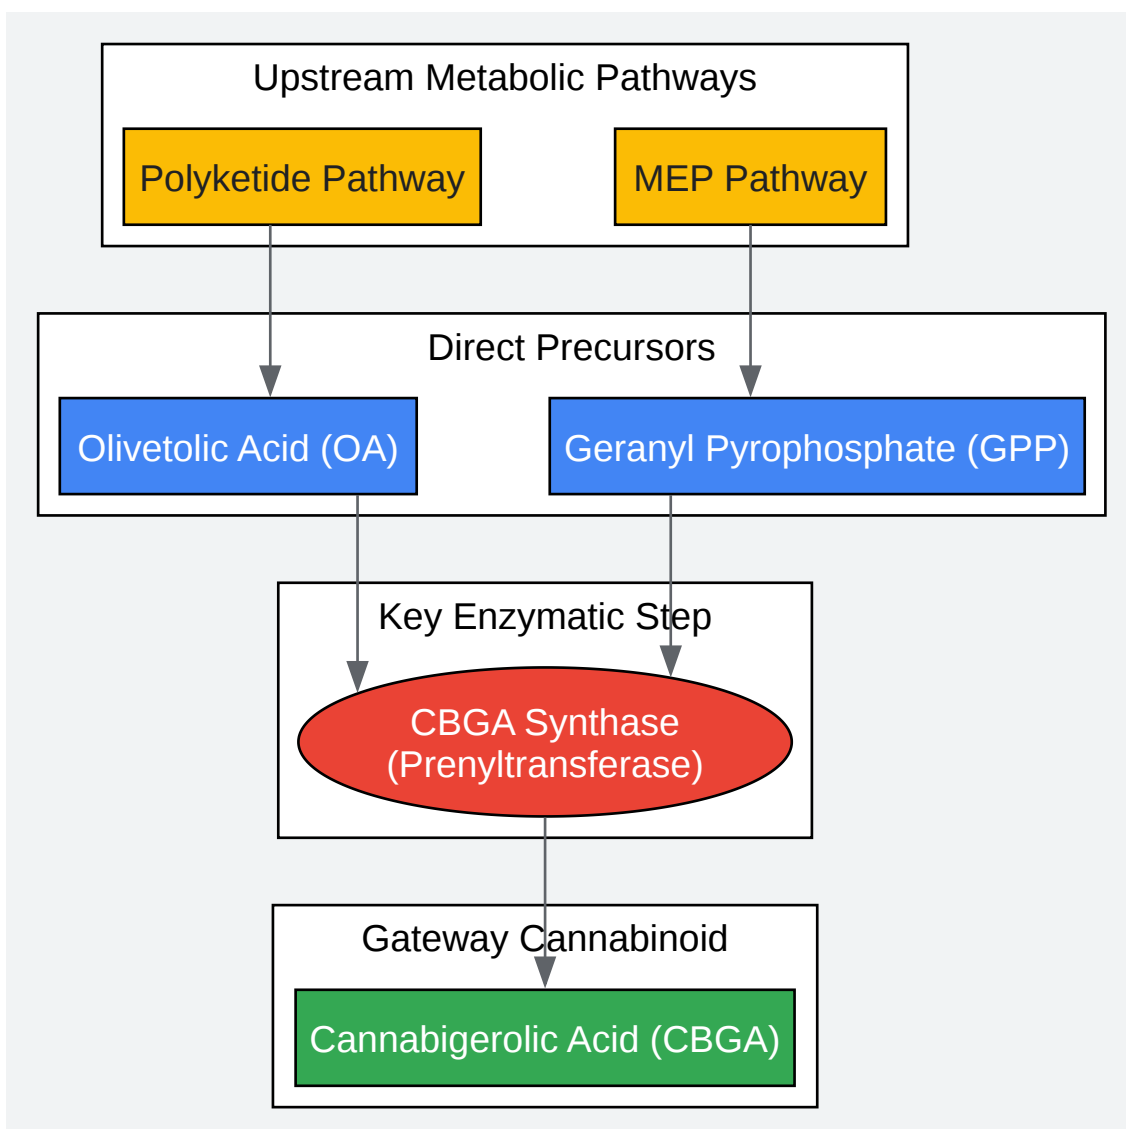 Upstream Metabolic Pathways
Polyketide Pathway
MEP Pathway
Direct Precursors
Olivetolic Acid (OA)
Geranyl Pyrophosphate (GPP)
Key Enzymatic Step
CBGA Synthase
(Prenyltransferase)
Gateway Cannabinoid
Cannabigerolic Acid (CBGA)